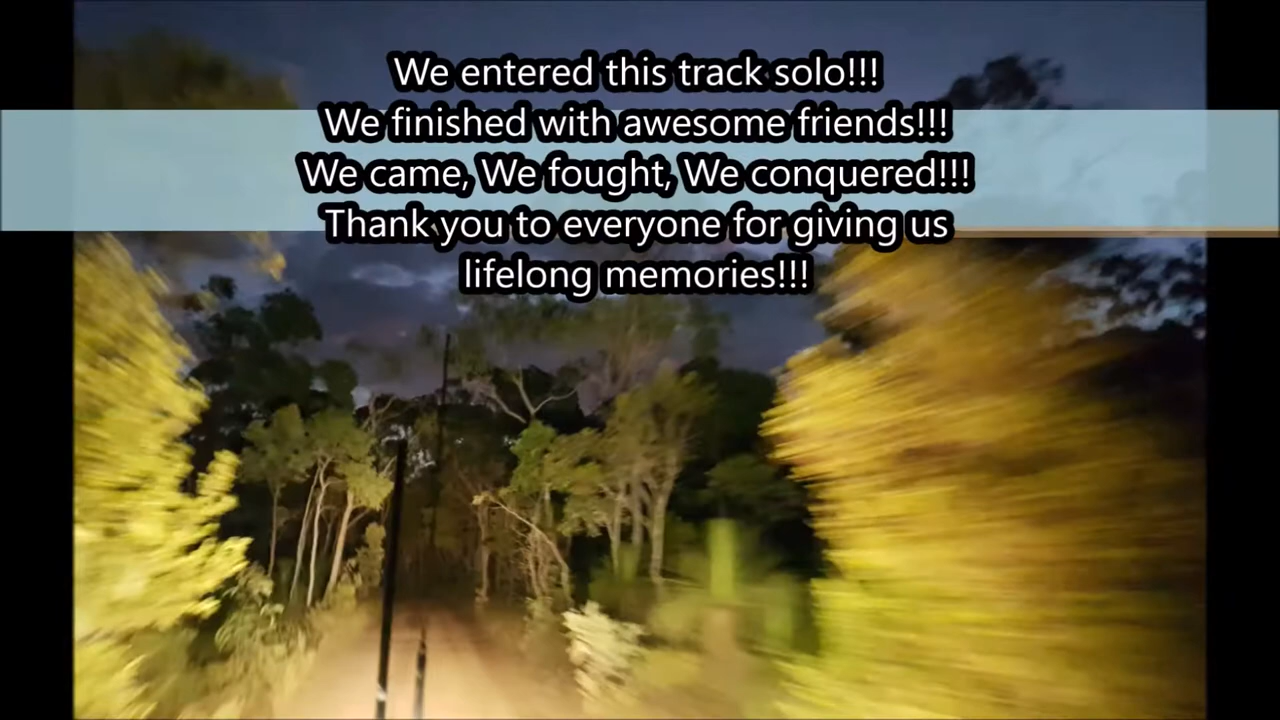 We entered this track solo!!!
We finished with awesome friends!!!
We came, We fought, We conquered!!!
Thank you to everyone for giving us
lifelong memories!!!